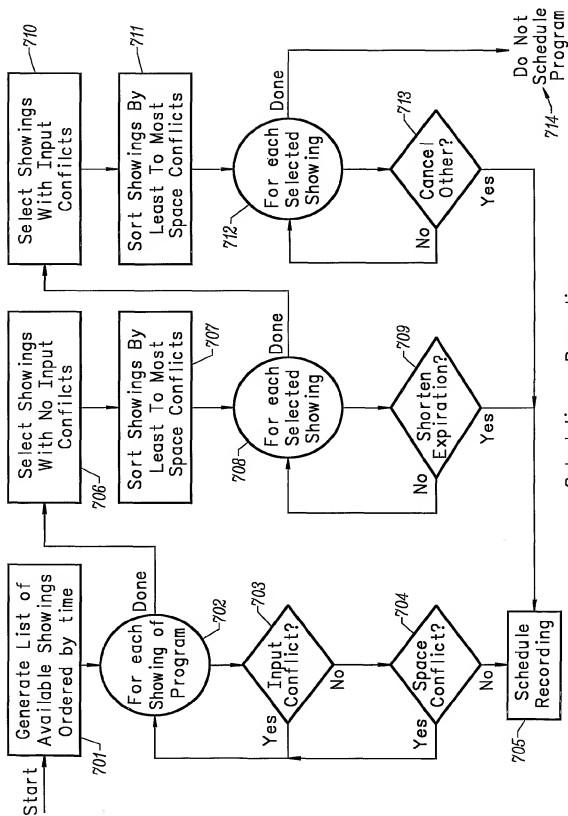 Start
Generate List of
Available Showings
Ordered by time
701
For each
Showing of
Program
Done
702
Input
Conflict?
703
Yes
No
Space
Conflict?
704
Yes
No
Schedule
Recording
705
Select Showings
With No Input
Confilcts
706
Sort Showings By
Least To Most
Space Conflicts
707
For each
Selected
Showing
Done
708
Shorten
Expiration?
709
No
Yes
Select Showings
With Input
Confilcts
710
Sort Showings By
Least To Most
Space Conflicts
711
For each
Selected
Showing
Done
712
Cancel
Other?
713
No
Yes
Do Not
Schedule
Program
714